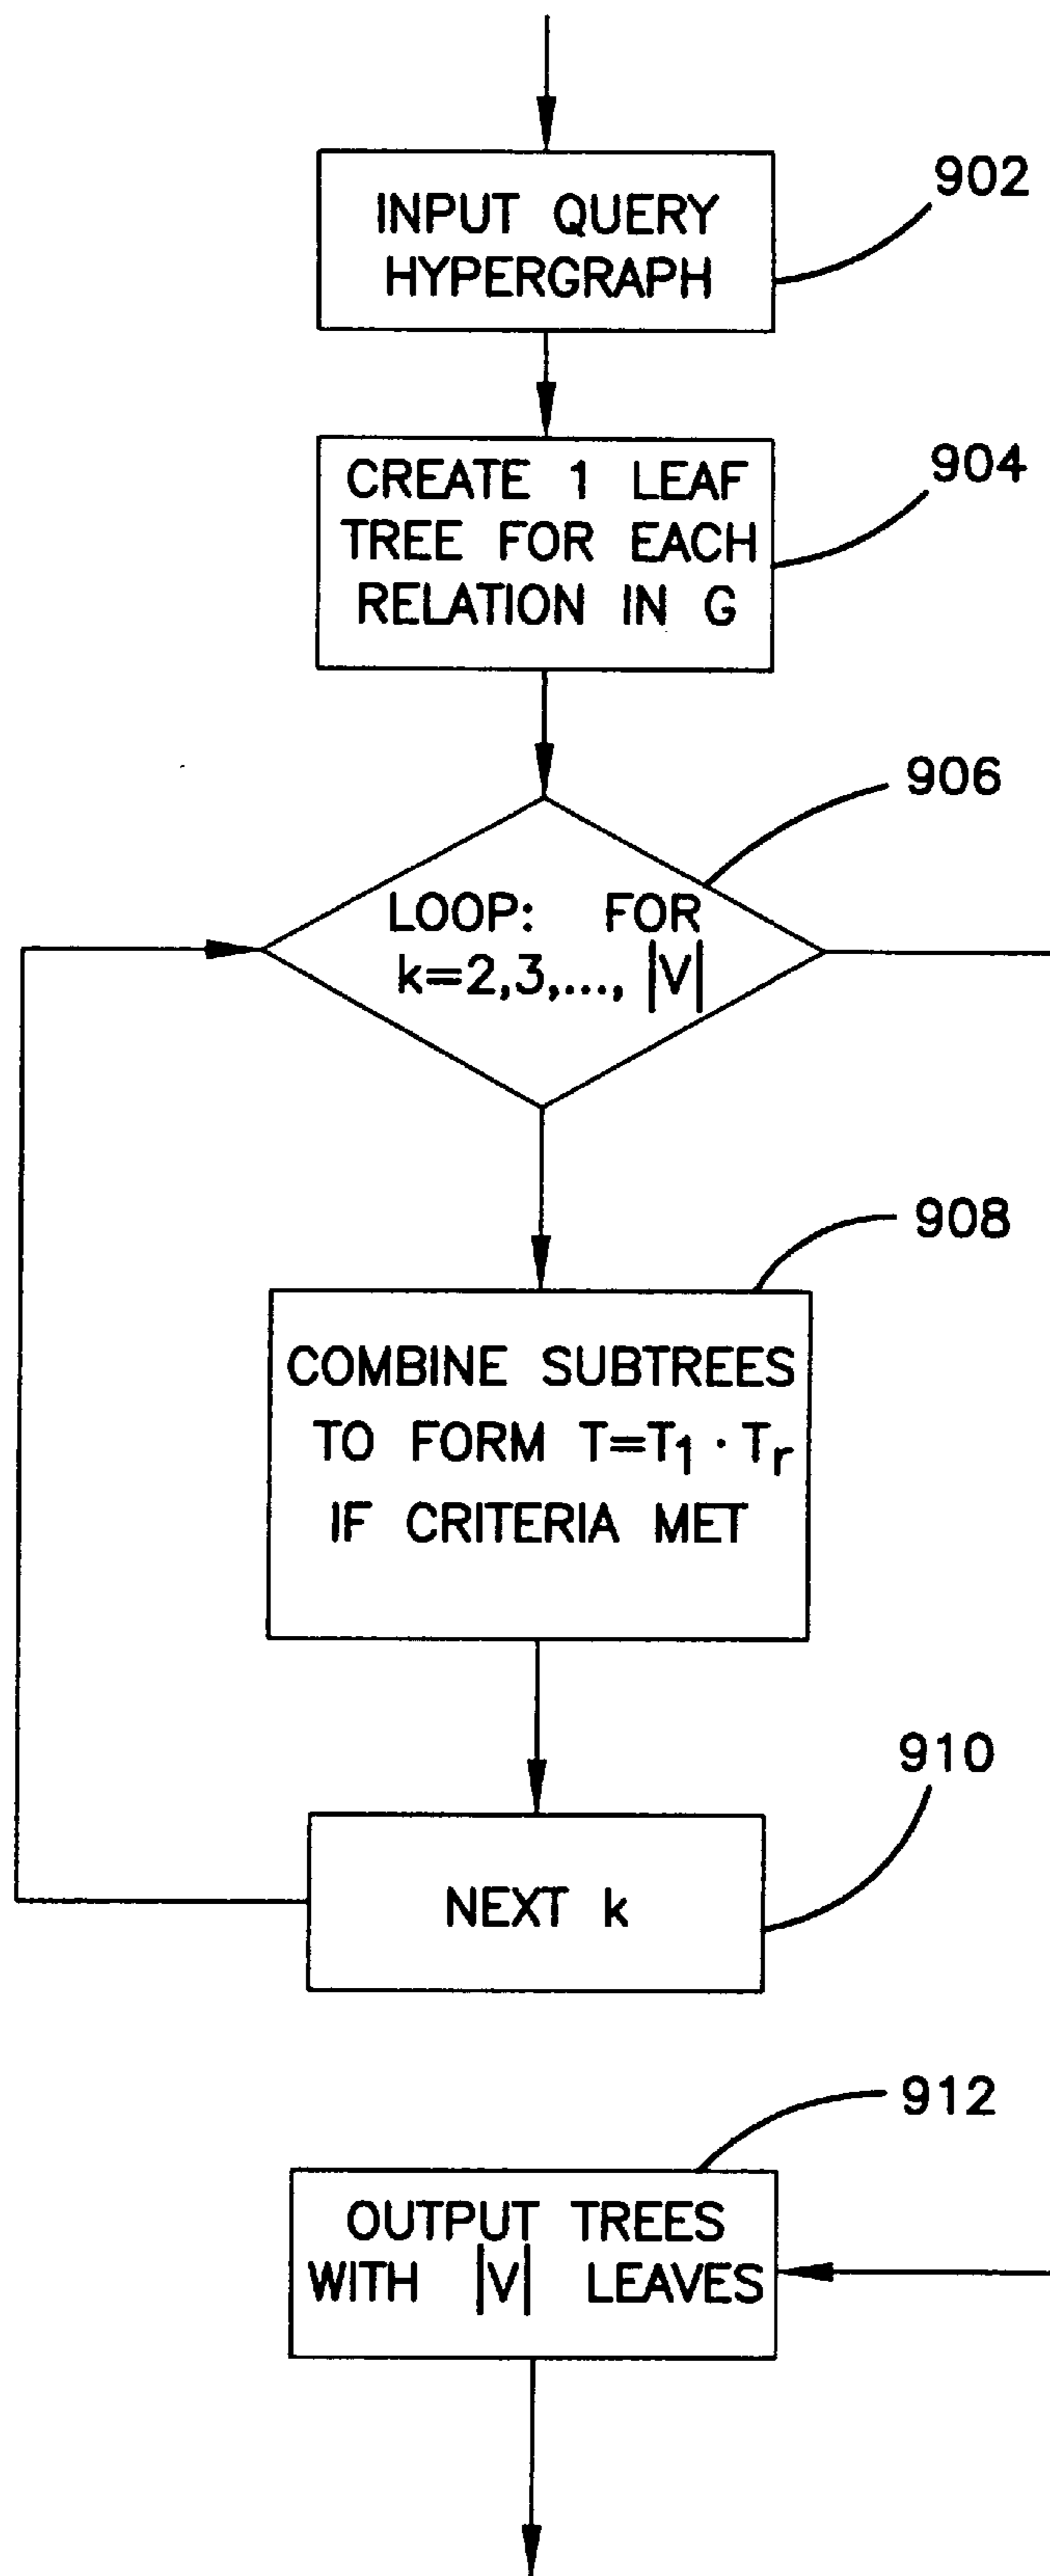 902
INPUT QUERY
HYPERGRAPH
904
CREATE 1 LEAF
TREE FOR EACH
RELATION IN G
906
LOOP: FOR
k=2,3,..., |V|
908
COMBINE SUBTREES
TO FORM T=T1 · Tr
IF CRITERIA MET
910
NEXT k
912
OUTPUT TREES
WITH |V| LEAVES